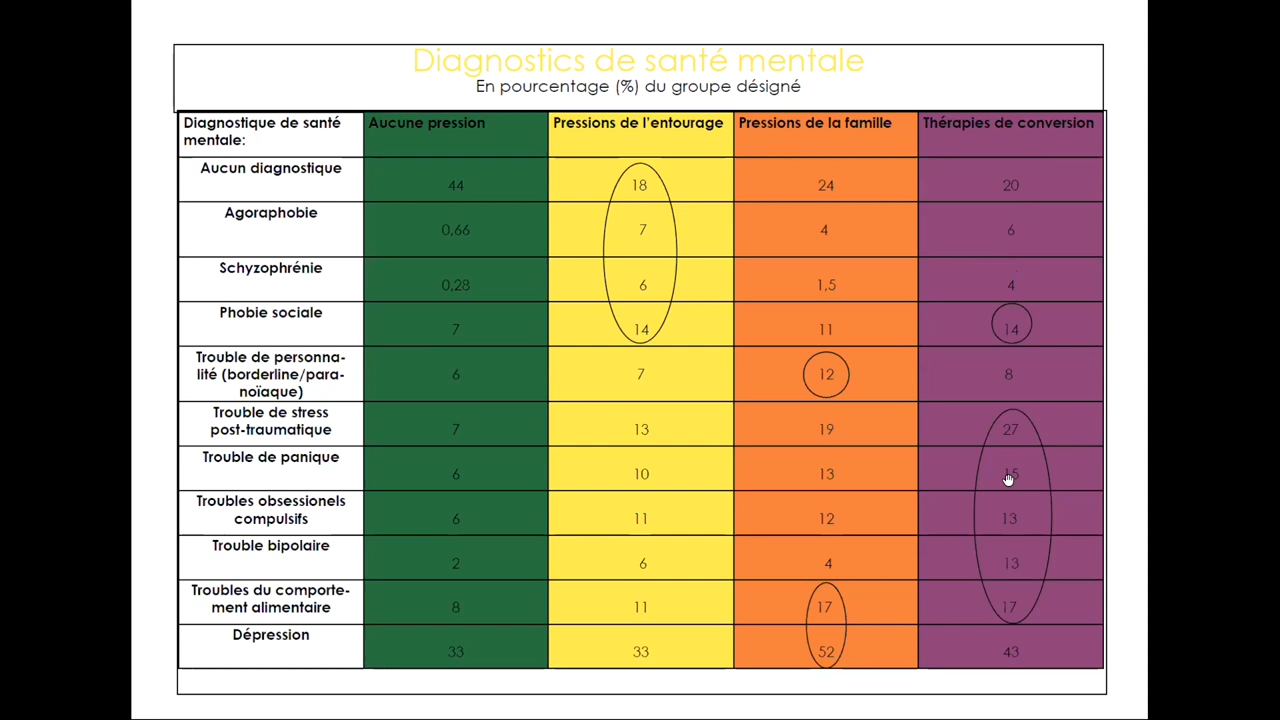 Diagnostics de santé mentale
En pourcentage (%) du groupe désigné
Diagnostique de santé
mentale:
Aucune pression
Pressions de l'entourage
Pressions de la famille
Thérapies de conversion
Aucun diagnostique
44
18
24
20
Agoraphobie
0,66
7
4
6
Schyzophrénie
0,28
6
1,5
4
Phobie sociale
7
14
11
14
Trouble de personna-
lité (borderline/para-
noïaque)
6
7
12
8
Trouble de stress
post-traumatique
7
13
19
27
Trouble de panique
6
10
13
15
Troubles obsessionels
compulsifs
6
11
12
13
Trouble bipolaire
2
6
4
13
Troubles du comporte-
ment alimentaire
8
11
17
17
Dépression
33
33
52
43